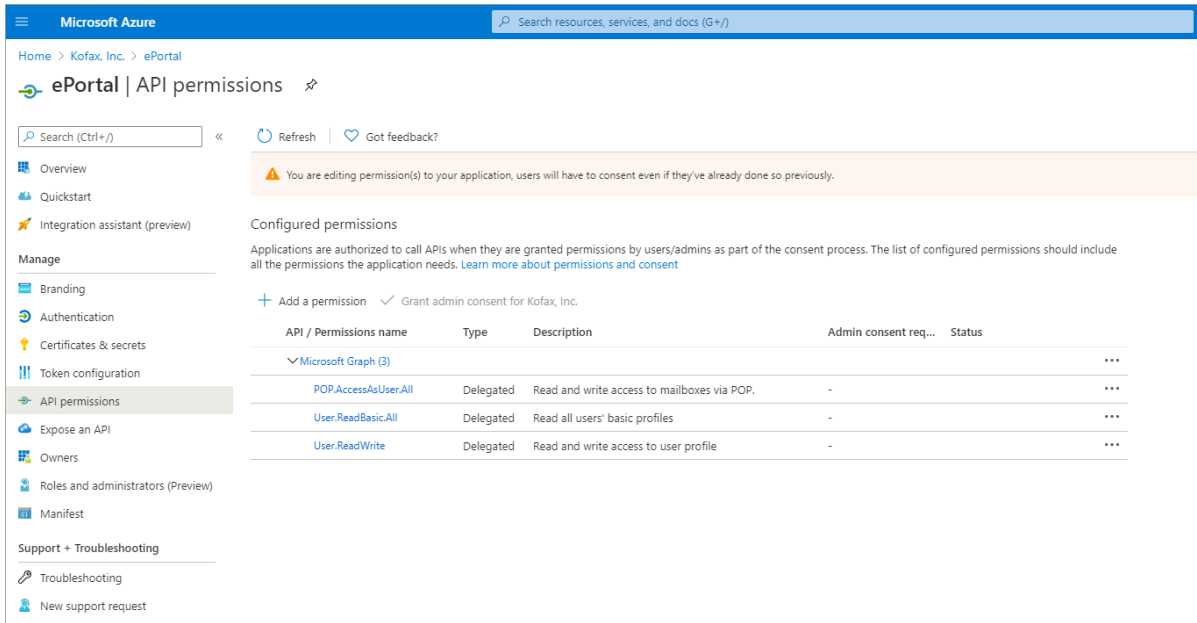 Microsoft Azure
Search resources, services, and docs (G+/)
Home > Kofax, Inc. > ePortal
ePortal | API permissions
Search (Ctrl+/)
«
Refresh
Got feedback?
Overview
You are editing permission(s) to your application, users will have to consent even if they've already done so previously.
Quickstart
Integration assistant (preview)
Manage
Branding
Authentication
Certificates & secrets
Token configuration
API permissions
Expose an API
Owners
Roles and administrators (Preview)
Manifest
Support + Troubleshooting
Troubleshooting
New support request
Configured permissions
Applications are authorized to call APIs when they are granted permissions by users/admins as part of the consent process. The list of configured permissions should include
all the permissions the application needs. Learn more about permissions and consent
Add a permission Grant admin consent for Kofax, Inc.
API / Permissions name Type Description Admin consent req... Status
Microsoft Graph (3) ...
POP.AccessAsUser.All Delegated Read and write access to mailboxes via POP. - ...
User.ReadBasic.All Delegated Read all users' basic profiles - ...
User.ReadWrite Delegated Read and write access to user profile - ...